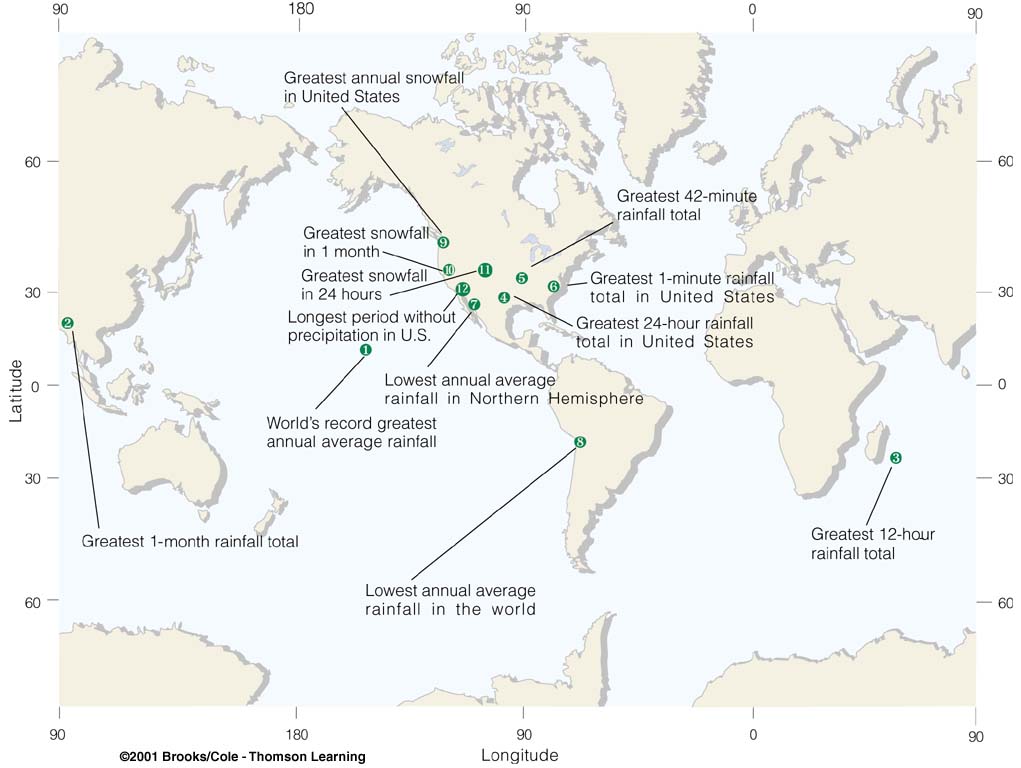 90 180 90 0 90
Greatest annual snowfall
in United States
60
60
Greatest 42-minute
rainfall total
Greatest snowfall
in 1 month
9
10
11
Greatest snowfall
in 24 hours
5
12
6
Greatest 1-minute rainfall
total in United States
30
30
4
7
Longest period without
precipitation in U.S.
Greatest 24-hour rainfall
total in United States
2
1
Latitude
0
0
Lowest annual average
rainfall in Northern Hemisphere
World's record greatest
annual average rainfall
8
3
30
30
Greatest 1-month rainfall total
Greatest 12-hour
rainfall total
Lowest annual average
rainfall in the world
60
60
90 180 90 0 90
©2001 Brooks/Cole - Thomson Learning
Longitude